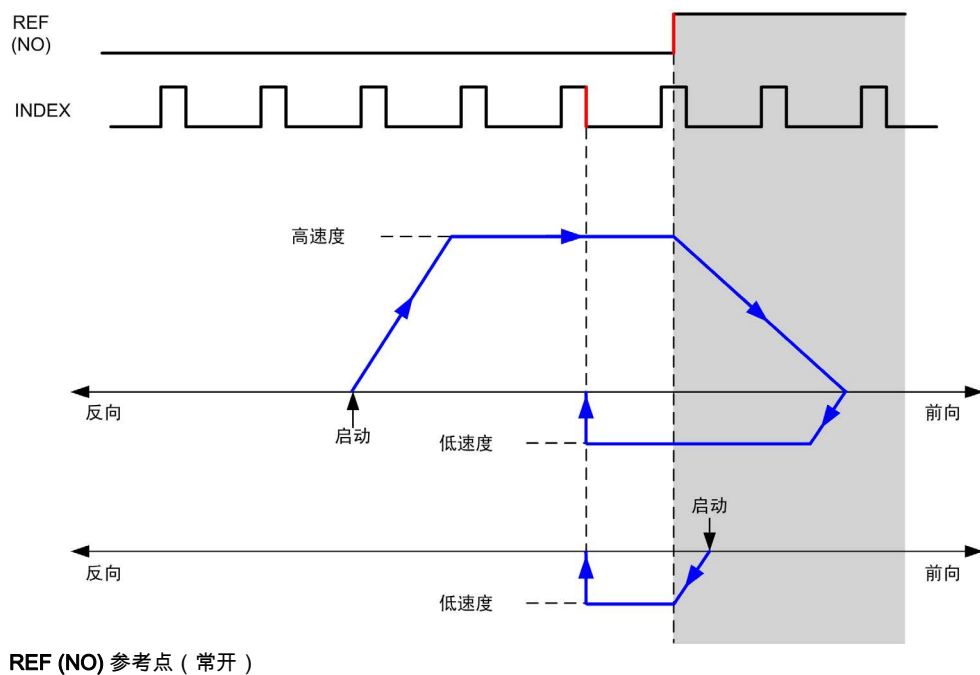 REF
(NO)
INDEX
高速度
反向
启动
前向
低速度
启动
反向
前向
低速度
REF (NO) 参考点（常开）